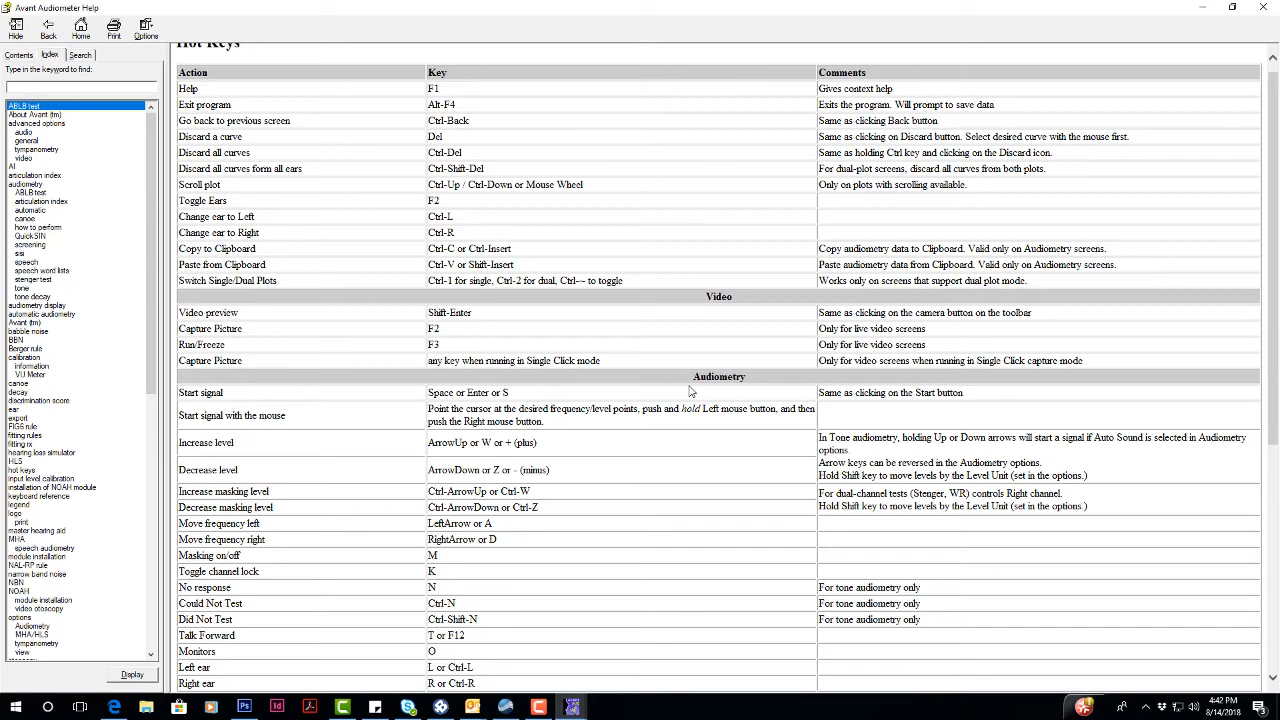 Avant Audiometer Help
Hide Back Home Print Options
Contents Index Search
Type in the keyword to find:
ABLB test
About Avant (tm)
advanced options
audio
general
tympanometry
video
AI
articulation index
audiometry
ABLB test
articulation index
automatic
canoe
how to perform
QuickSIN
screening
sisi
speech
speech word lists
stenger test
tone
tone decay
audiometry display
automatic audiometry
Avant (tm)
babble noise
BBN
Berger rule
calibration
information
VU Meter
canoe
decay
discrimination score
ear
export
FIG6 rule
fitting rules
fitting rx
hearing loss simulator
HLS
hot keys
input level calibration
installation of NOAH module
keyboard reference
legend
logo
print
master hearing aid
MHA
speech audiometry
module installation
NAL-RP rule
narrow band noise
NBN
NOAH
module installation
video otoscopy
options
Audiometry
MHA/HLS
tympanometry
view
Display
Hot Keys
Action Key Comments
Help F1 Gives context help
Exit program Alt-F4 Exits the program. Will prompt to save data
Go back to previous screen Ctrl-Back Same as clicking Back button
Discard a curve Del Same as clicking on Discard button. Select desired curve with the mouse first.
Discard all curves Ctrl-Del Same as holding Ctrl key and clicking on the Discard icon.
Discard all curves form all ears Ctrl-Shift-Del For dual-plot screens, discard all curves from both plots.
Scroll plot Ctrl-Up / Ctrl-Down or Mouse Wheel Only on plots with scrolling available.
Toggle Ears F2
Change ear to Left Ctrl-L
Change ear to Right Ctrl-R
Copy to Clipboard Ctrl-C or Ctrl-Insert Copy audiometry data to Clipboard. Valid only on Audiometry screens.
Paste from Clipboard Ctrl-V or Shift-Insert Paste audiometry data from Clipboard. Valid only on Audiometry screens.
Switch Single/Dual Plots Ctrl-1 for single, Ctrl-2 for dual, Ctrl-~ to toggle Works only on screens that support dual plot mode.
Video
Video preview Shift-Enter Same as clicking on the camera button on the toolbar
Capture Picture F2 Only for live video screens
Run/Freeze F3 Only for live video screens
Capture Picture any key when running in Single Click mode Only for video screens when running in Single Click capture mode
Audiometry
Start signal Space or Enter or S Same as clicking on the Start button
Start signal with the mouse Point the cursor at the desired frequency/level points, push and hold Left mouse button, and then
push the Right mouse button.
Increase level ArrowUp or W or + (plus) In Tone audiometry, holding Up or Down arrows will start a signal if Auto Sound is selected in Audiometry
options.
Arrow keys can be reversed in the Audiometry options.
Decrease level ArrowDown or Z or - (minus) Hold Shift key to move levels by the Level Unit (set in the options.)
Increase masking level Ctrl-ArrowUp or Ctrl-W For dual-channel tests (Stenger, WR) controls Right channel.
Decrease masking level Ctrl-ArrowDown or Ctrl-Z Hold Shift key to move levels by the Level Unit (set in the options.)
Move frequency left LeftArrow or A
Move frequency right RightArrow or D
Masking on/off M
Toggle channel lock K
No response N For tone audiometry only
Could Not Test Ctrl-N For tone audiometry only
Did Not Test Ctrl-Shift-N For tone audiometry only
Talk Forward T or F12
Monitors O
Left ear L or Ctrl-L
Right ear R or Ctrl-R
4:42 PM
8/14/2018